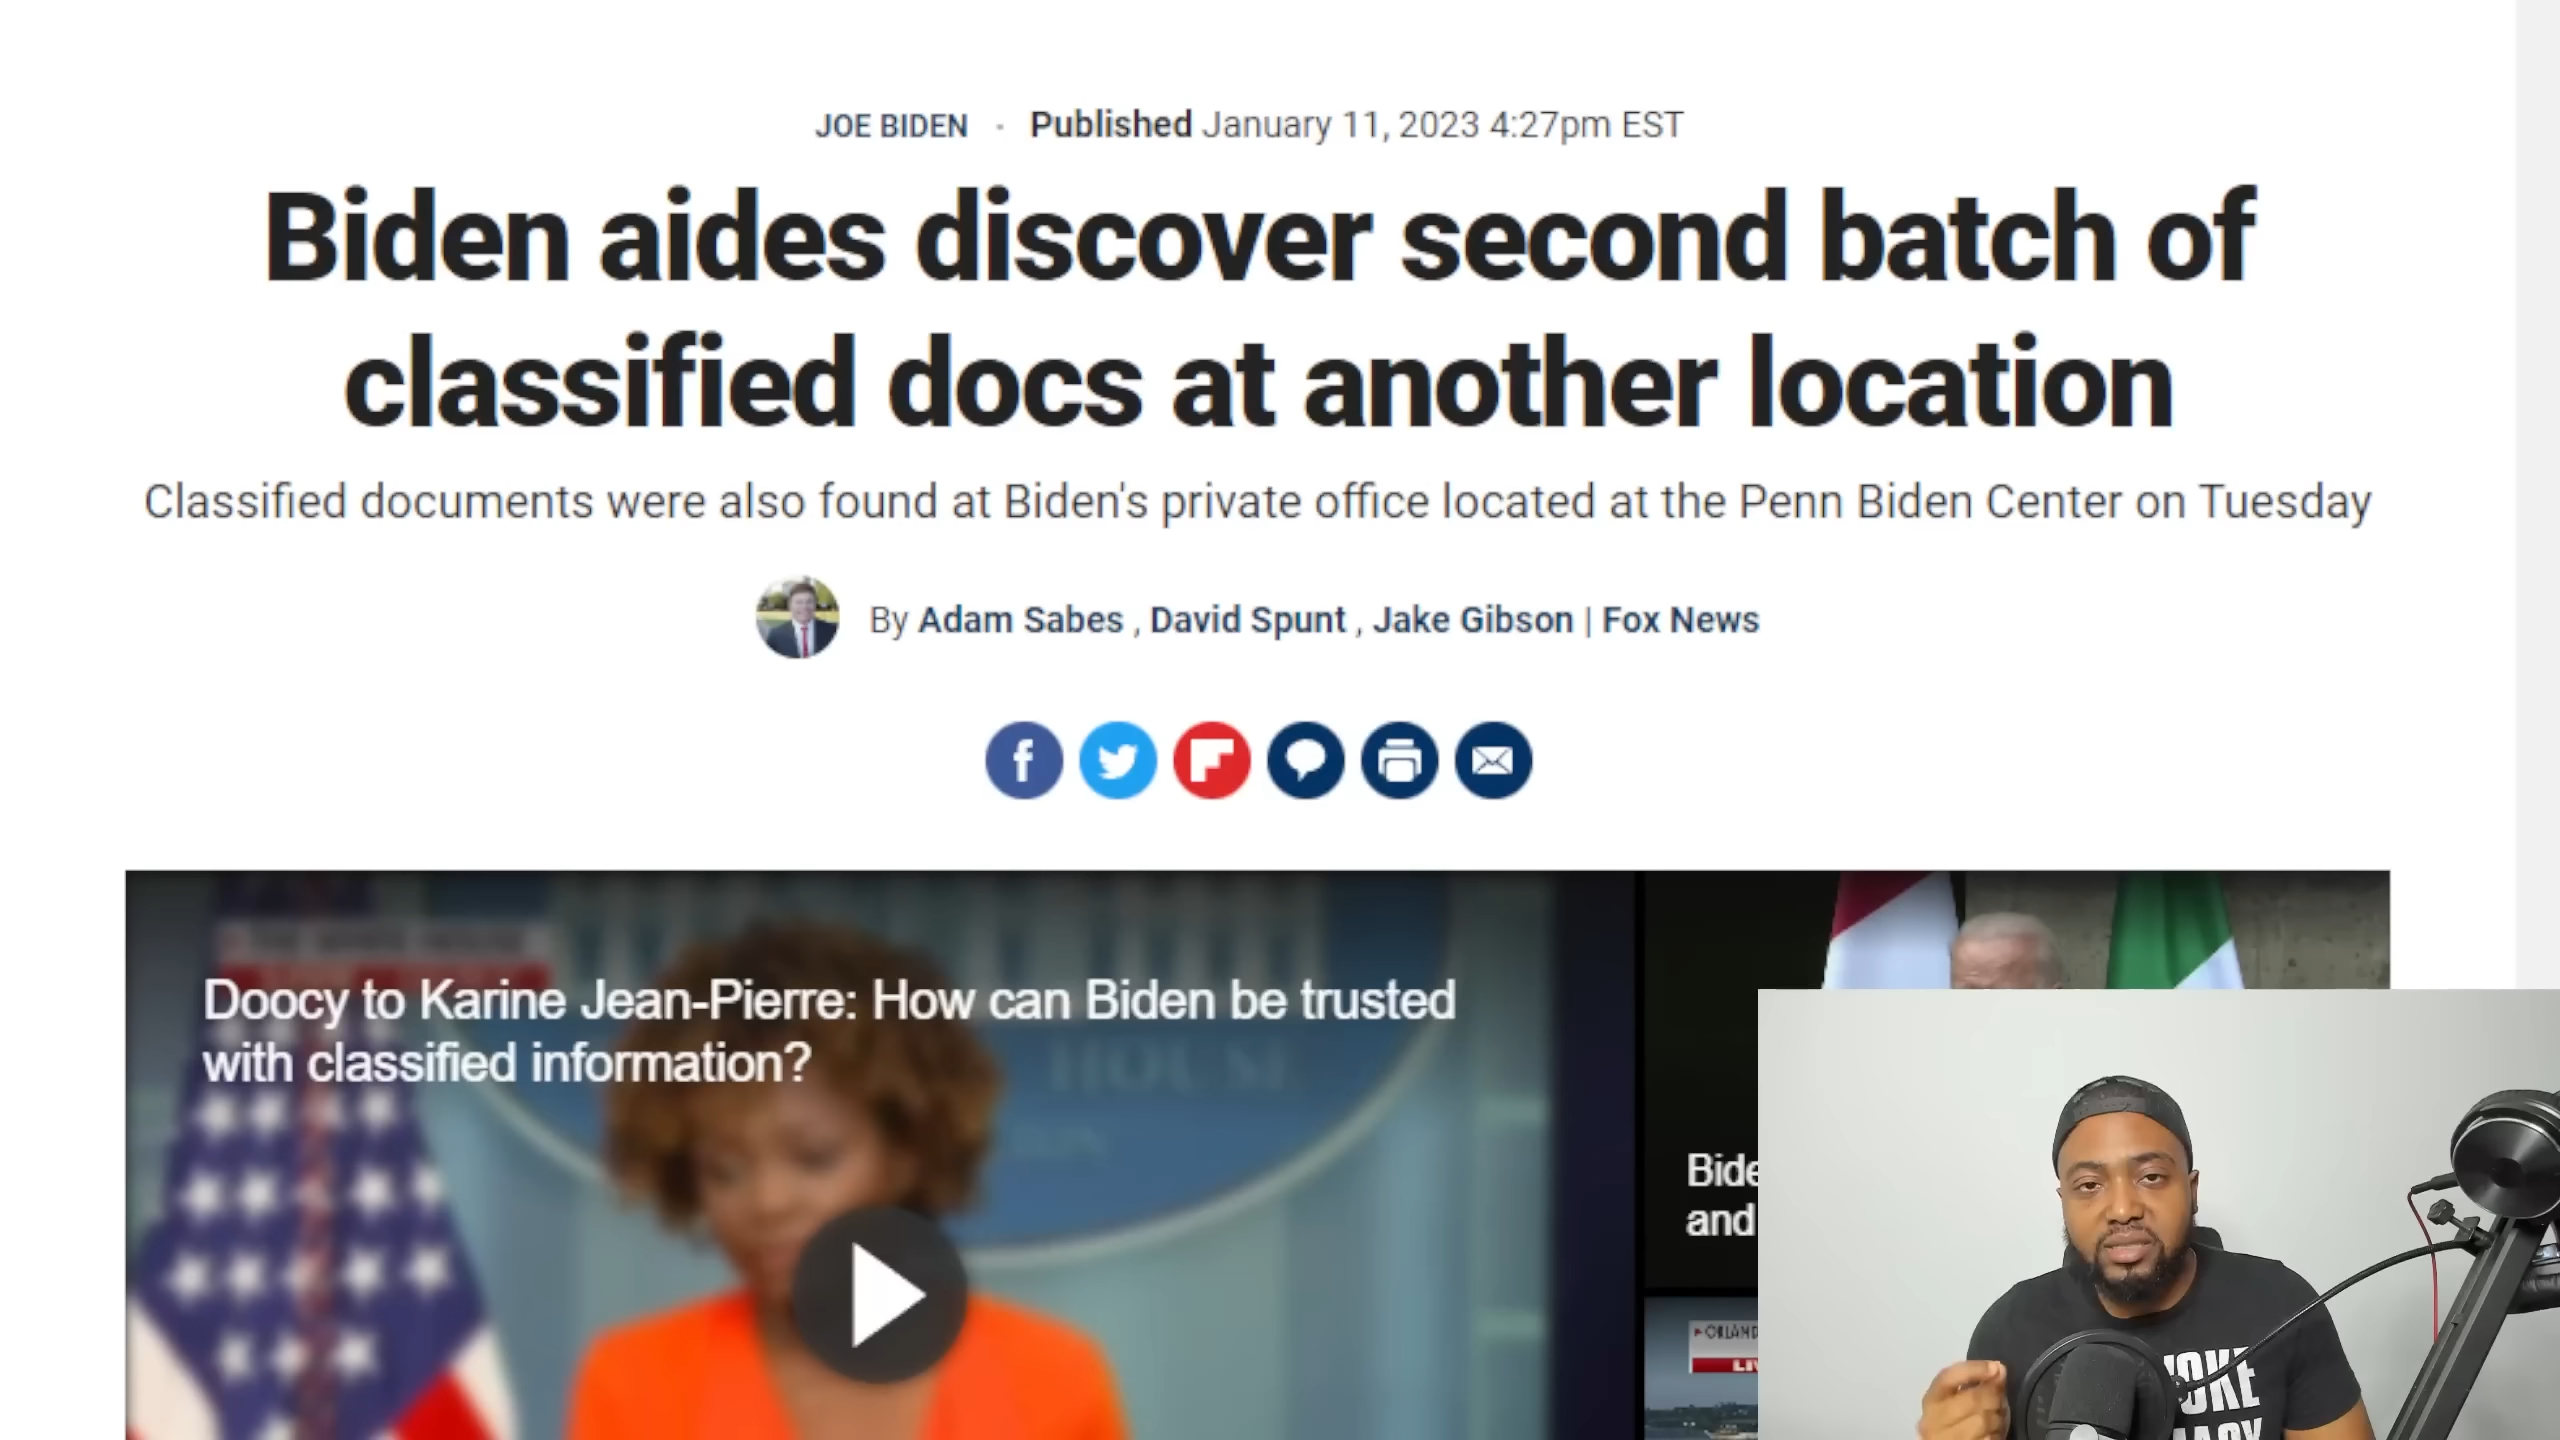 JOE BIDEN · Published January 11, 2023 4:27pm EST
Biden aides discover second batch of
classified docs at another location
Classified documents were also found at Biden's private office located at the Penn Biden Center on Tuesday
By Adam Sabes , David Spunt , Jake Gibson | Fox News
Doocy to Karine Jean-Pierre: How can Biden be trusted
with classified information?
HOUSE
and